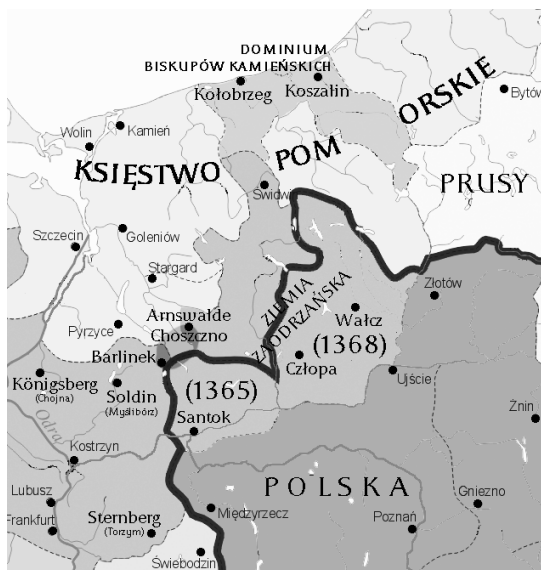 DOMINIUM
BISKUPÓW KAMIEŃSKICH
Kołobrzeg
Koszalin
KSIĘSTWO POMORSKIE
Bytów
Wolin
Kamień
PRUSY
Świdwin
Goleniów
Szczecin
Stargard
ZIEMIA
ZAODRZAŃSKA
Złotów
Wałcz
(1368)
Człopa
Arnswalde
Choszczno
Pyrzyce
Barlinek
Ujście
Königsberg
(Chojna)
Soldin
(Myślibórz)
(1365)
Santok
Żnin
Odra
Kostrzyn
POLSKA
Lubusz
Frankfurt
Sternberg
(Torzym)
Międzyrzecz
Gniezno
Poznań
Świebodzin